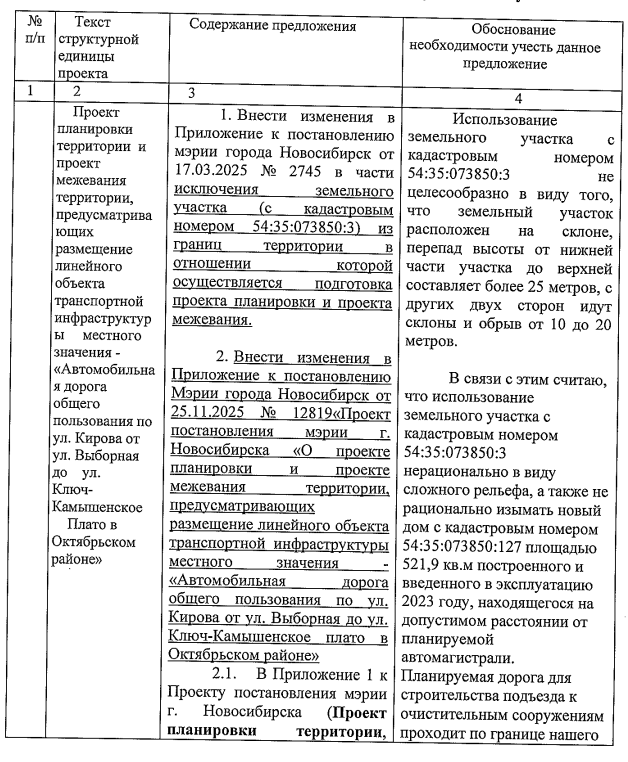 № п/п
Текст структурной единицы проекта
Содержание предложения
Обоснование необходимости учесть данное предложение
1
2
3
4
Проект
планировки
территории и
проект
межевания
территории,
предусматрива
ющих
размещение
линейного
объекта
транспортной
инфраструктур
ы местного
значения -
«Автомобильна
я дорога
общего
пользования по
ул. Кирова от
ул. Выборная
до ул.
Ключ-
Камышенское
Плато в
Октябрьском
районе»
1. Внести изменения в
Приложение к постановлению
мэрии города Новосибирск от
17.03.2025 № 2745 в части
исключения земельного
участка (с кадастровым
номером 54:35:073850:3) из
границ территории в
отношении которой
осуществляется подготовка
проекта планировки и проекта
межевания.
2. Внести изменения в
Приложение к постановлению
Мэрии города Новосибирск от
25.11.2025 № 12819«Проект
постановления мэрии г.
Новосибирска «О проекте
планировки и проекте
межевания территории,
предусматривающих
размещение линейного объекта
транспортной инфраструктуры
местного значения -
«Автомобильная дорога
общего пользования по ул.
Кирова от ул. Выборная до ул.
Ключ-Камышенское плато в
Октябрьском районе»
2.1. В Приложение 1 к
Проекту постановления мэрии
г. Новосибирска (Проект
планировки территории,
Использование
земельного участка с
кадастровым номером
54:35:073850:3 не
целесообразно в виду того,
что земельный участок
расположен на склоне,
перепад высоты от нижней
части участка до верхней
составляет более 25 метров, с
других двух сторон идут
склоны и обрыв от 10 до 20
метров.
В связи с этим считаю,
что использование
земельного участка с
кадастровым номером
54:35:073850:3
нерационально в виду
сложного рельефа, а также не
рационально изымать новый
дом с кадастровым номером
54:35:073850:127 площадью
521,9 кв.м построенного и
введенного в эксплуатацию
2023 году, находящегося на
допустимом расстоянии от
планируемой
автомагистрали.
Планируемая дорога для
строительства подъезда к
очистительным сооружениям
проходит по границе нашего